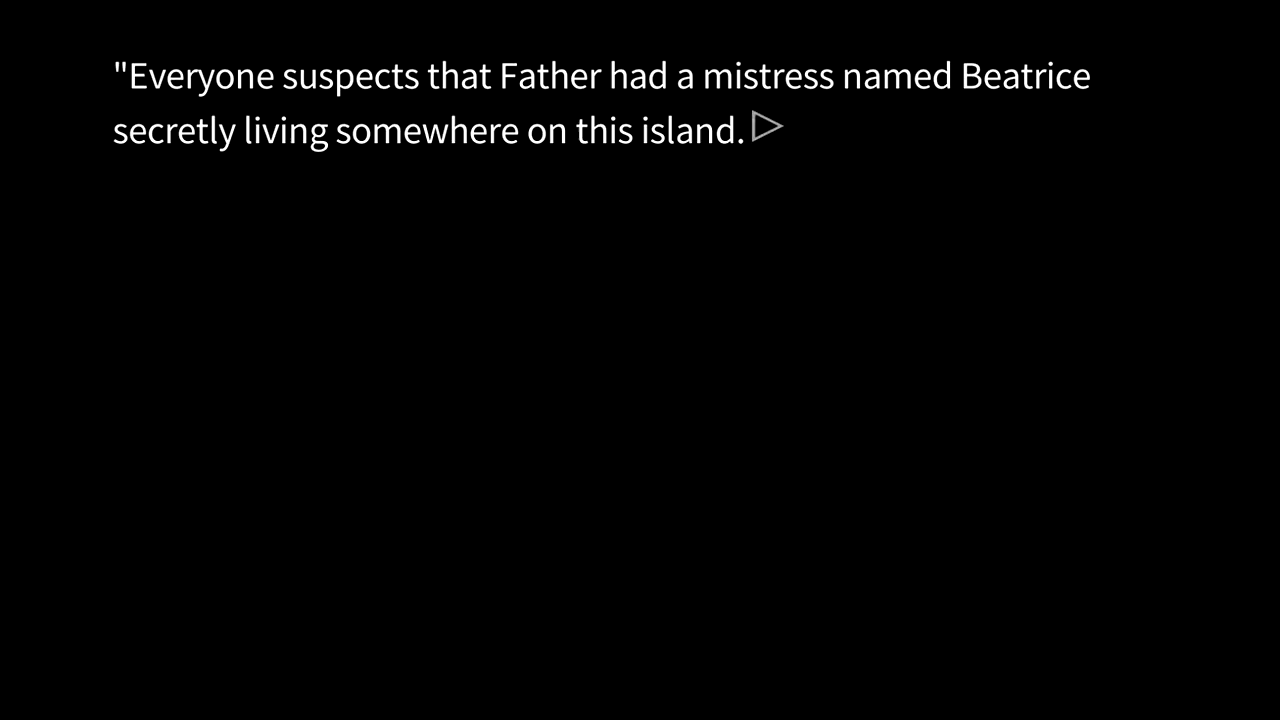 "Everyone suspects that Father had a mistress named Beatrice
secretly living somewhere on this island.